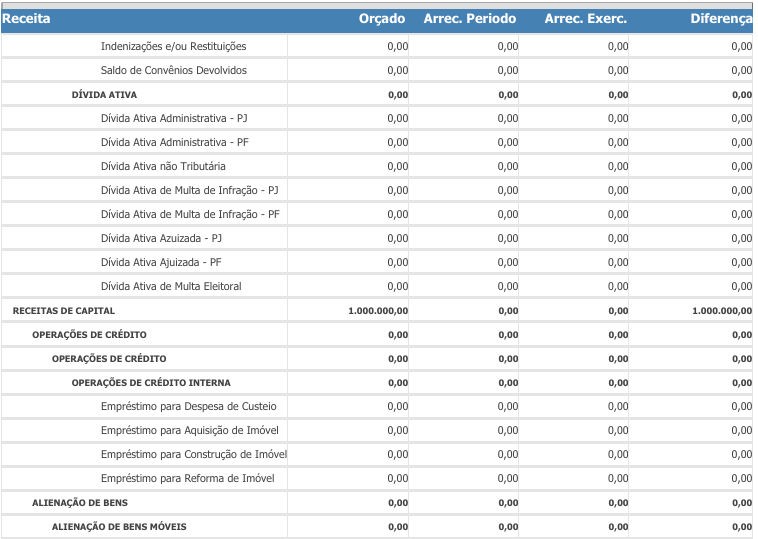 Receita Orçado Arrec. Periodo Arrec. Exerc. Diferença
Indenizações e/ou Restituições 0,00 0,00 0,00 0,00
Saldo de Convênios Devolvidos 0,00 0,00 0,00 0,00
DÍVIDA ATIVA 0,00 0,00 0,00 0,00
Dívida Ativa Administrativa - PJ 0,00 0,00 0,00 0,00
Dívida Ativa Administrativa - PF 0,00 0,00 0,00 0,00
Dívida Ativa não Tributária 0,00 0,00 0,00 0,00
Dívida Ativa de Multa de Infração - PJ 0,00 0,00 0,00 0,00
Dívida Ativa de Multa de Infração - PF 0,00 0,00 0,00 0,00
Dívida Ativa Azuizada - PJ 0,00 0,00 0,00 0,00
Dívida Ativa Ajuizada - PF 0,00 0,00 0,00 0,00
Dívida Ativa de Multa Eleitoral 0,00 0,00 0,00 0,00
RECEITAS DE CAPITAL 1.000.000,00 0,00 0,00 1.000.000,00
OPERAÇÕES DE CRÉDITO 0,00 0,00 0,00 0,00
OPERAÇÕES DE CRÉDITO 0,00 0,00 0,00 0,00
OPERAÇÕES DE CRÉDITO INTERNA 0,00 0,00 0,00 0,00
Empréstimo para Despesa de Custeio 0,00 0,00 0,00 0,00
Empréstimo para Aquisição de Imóvel 0,00 0,00 0,00 0,00
Empréstimo para Construção de Imóvel 0,00 0,00 0,00 0,00
Empréstimo para Reforma de Imóvel 0,00 0,00 0,00 0,00
ALIENAÇÃO DE BENS 0,00 0,00 0,00 0,00
ALIENAÇÃO DE BENS MÓVEIS 0,00 0,00 0,00 0,00